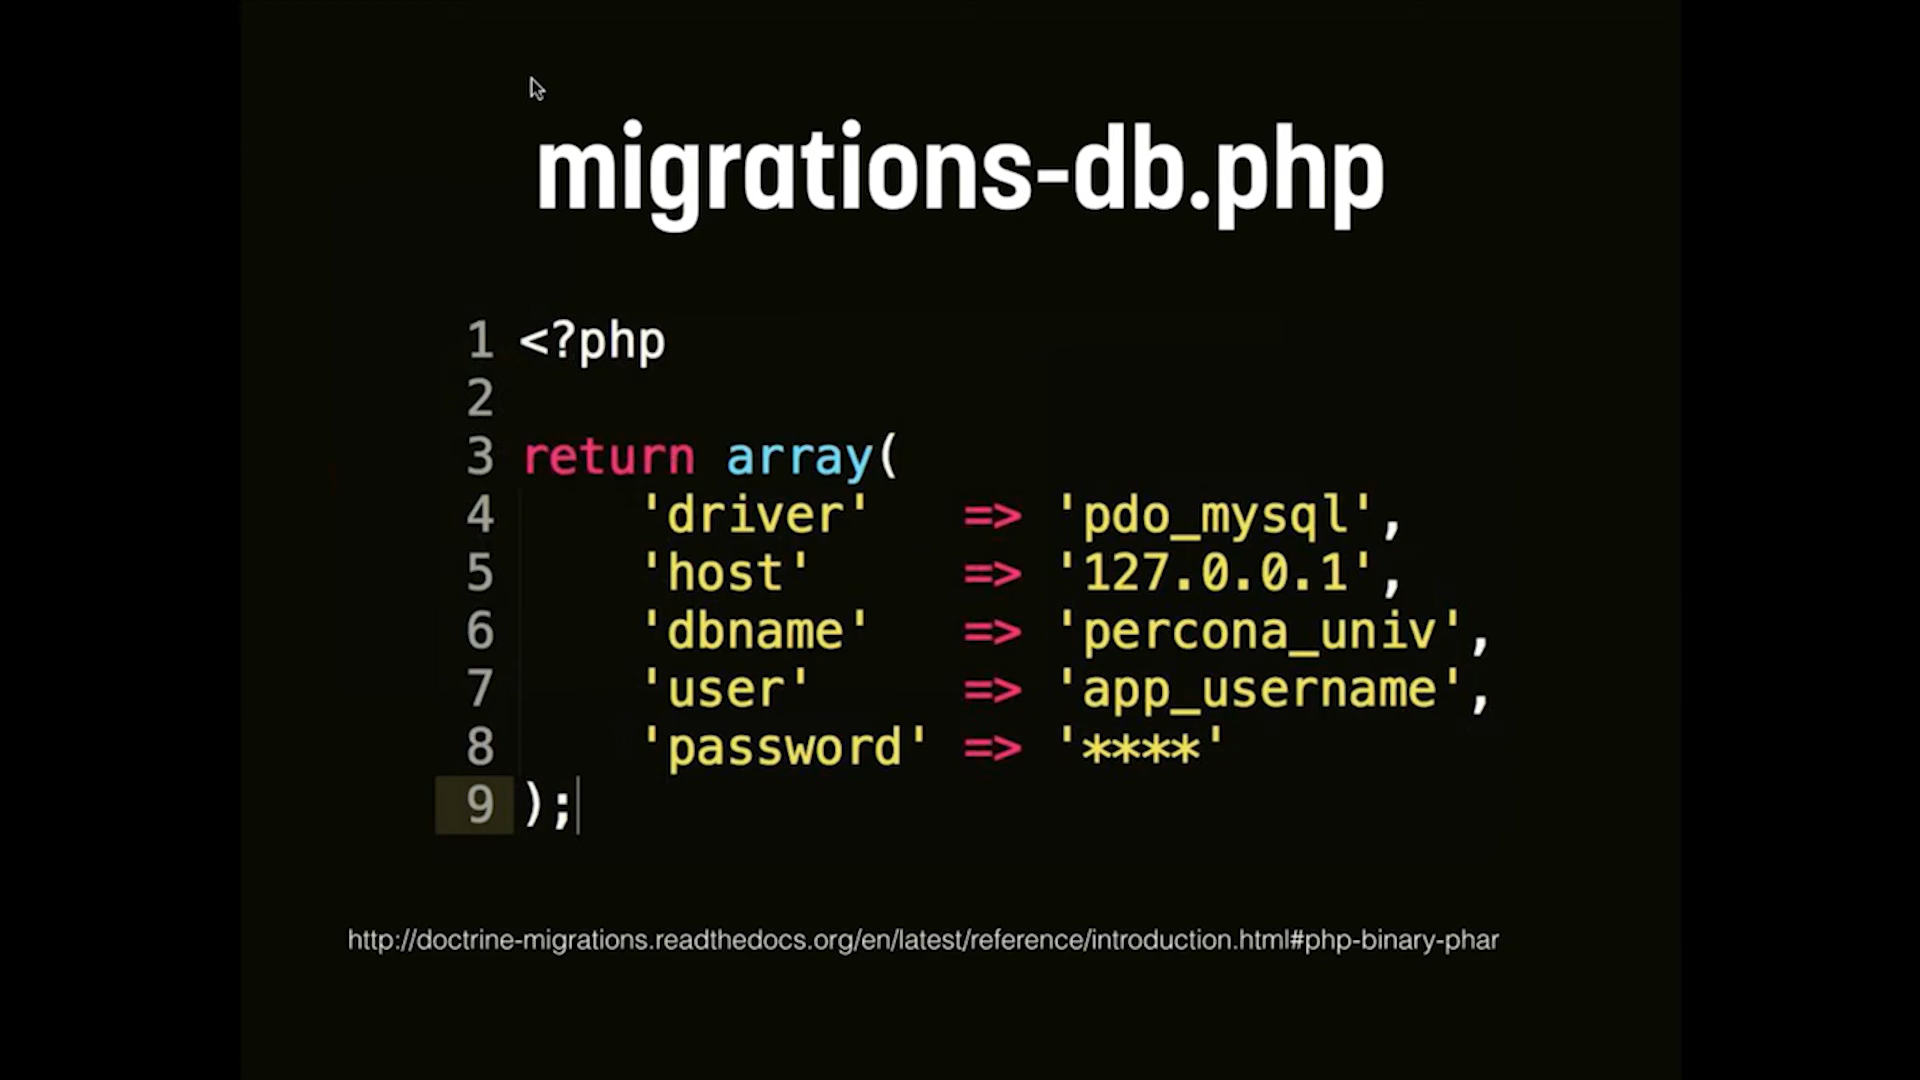 migrations-db.php
1 <?php
2
3 return array(
4     'driver'   => 'pdo_mysql',
5     'host'     => '127.0.0.1',
6     'dbname'   => 'percona_univ',
7     'user'     => 'app_username',
8     'password' => '****'
9 );
http://doctrine-migrations.readthedocs.org/en/latest/reference/introduction.html#php-binary-phar